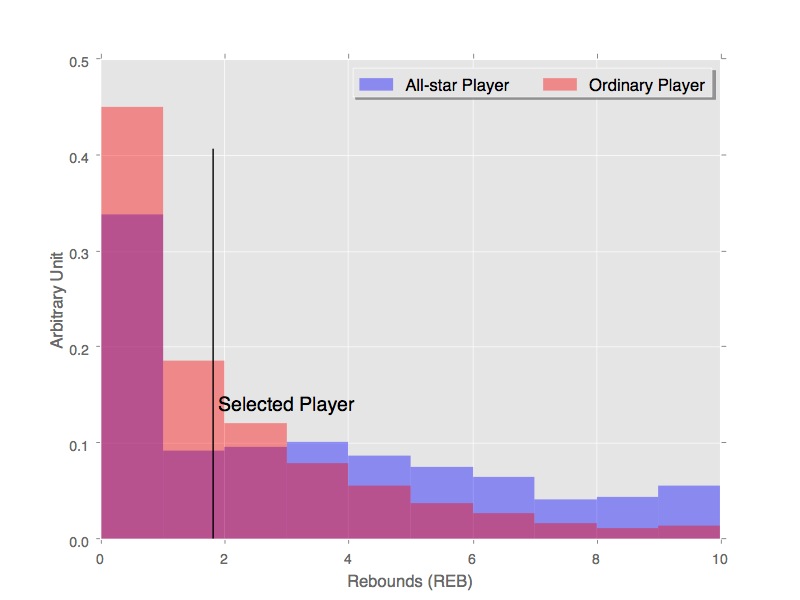 All-star Player Ordinary Player
0.5
0.4
0.3
0.2
0.1
0.0
Arbitrary Unit
Selected Player
0 2 4 6 8 10
Rebounds (REB)